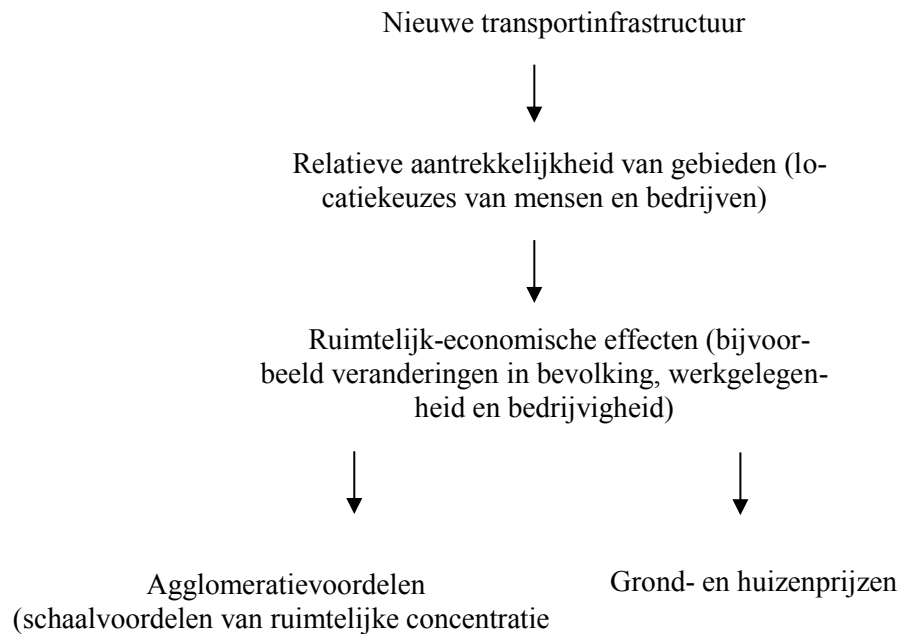 Nieuwe transportinfrastructuur
Relatieve aantrekkelijkheid van gebieden (lo-
catiekeuzes van mensen en bedrijven)
Ruimtelijk-economische effecten (bijvoor-
beeld veranderingen in bevolking, werkgelegen-
heid en bedrijvigheid)
Agglomeratievoordelen
(schaalvoordelen van ruimtelijke concentratie
Grond- en huizenprijzen